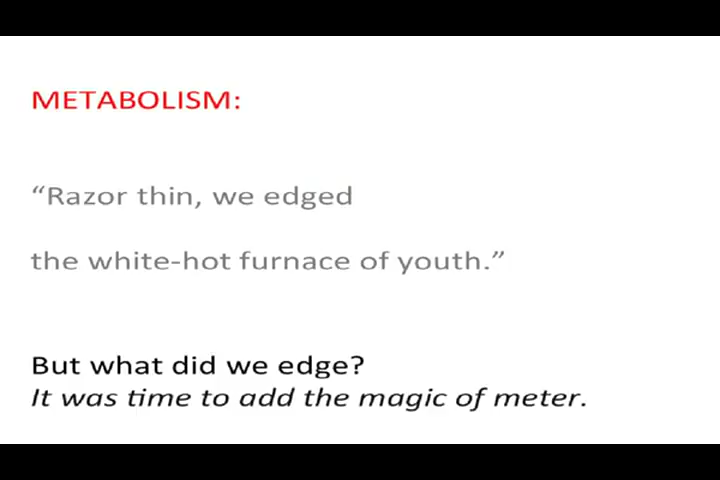 METABOLISM:
“Razor thin, we edged
the white-hot furnace of youth.”
But what did we edge?
It was time to add the magic of meter.